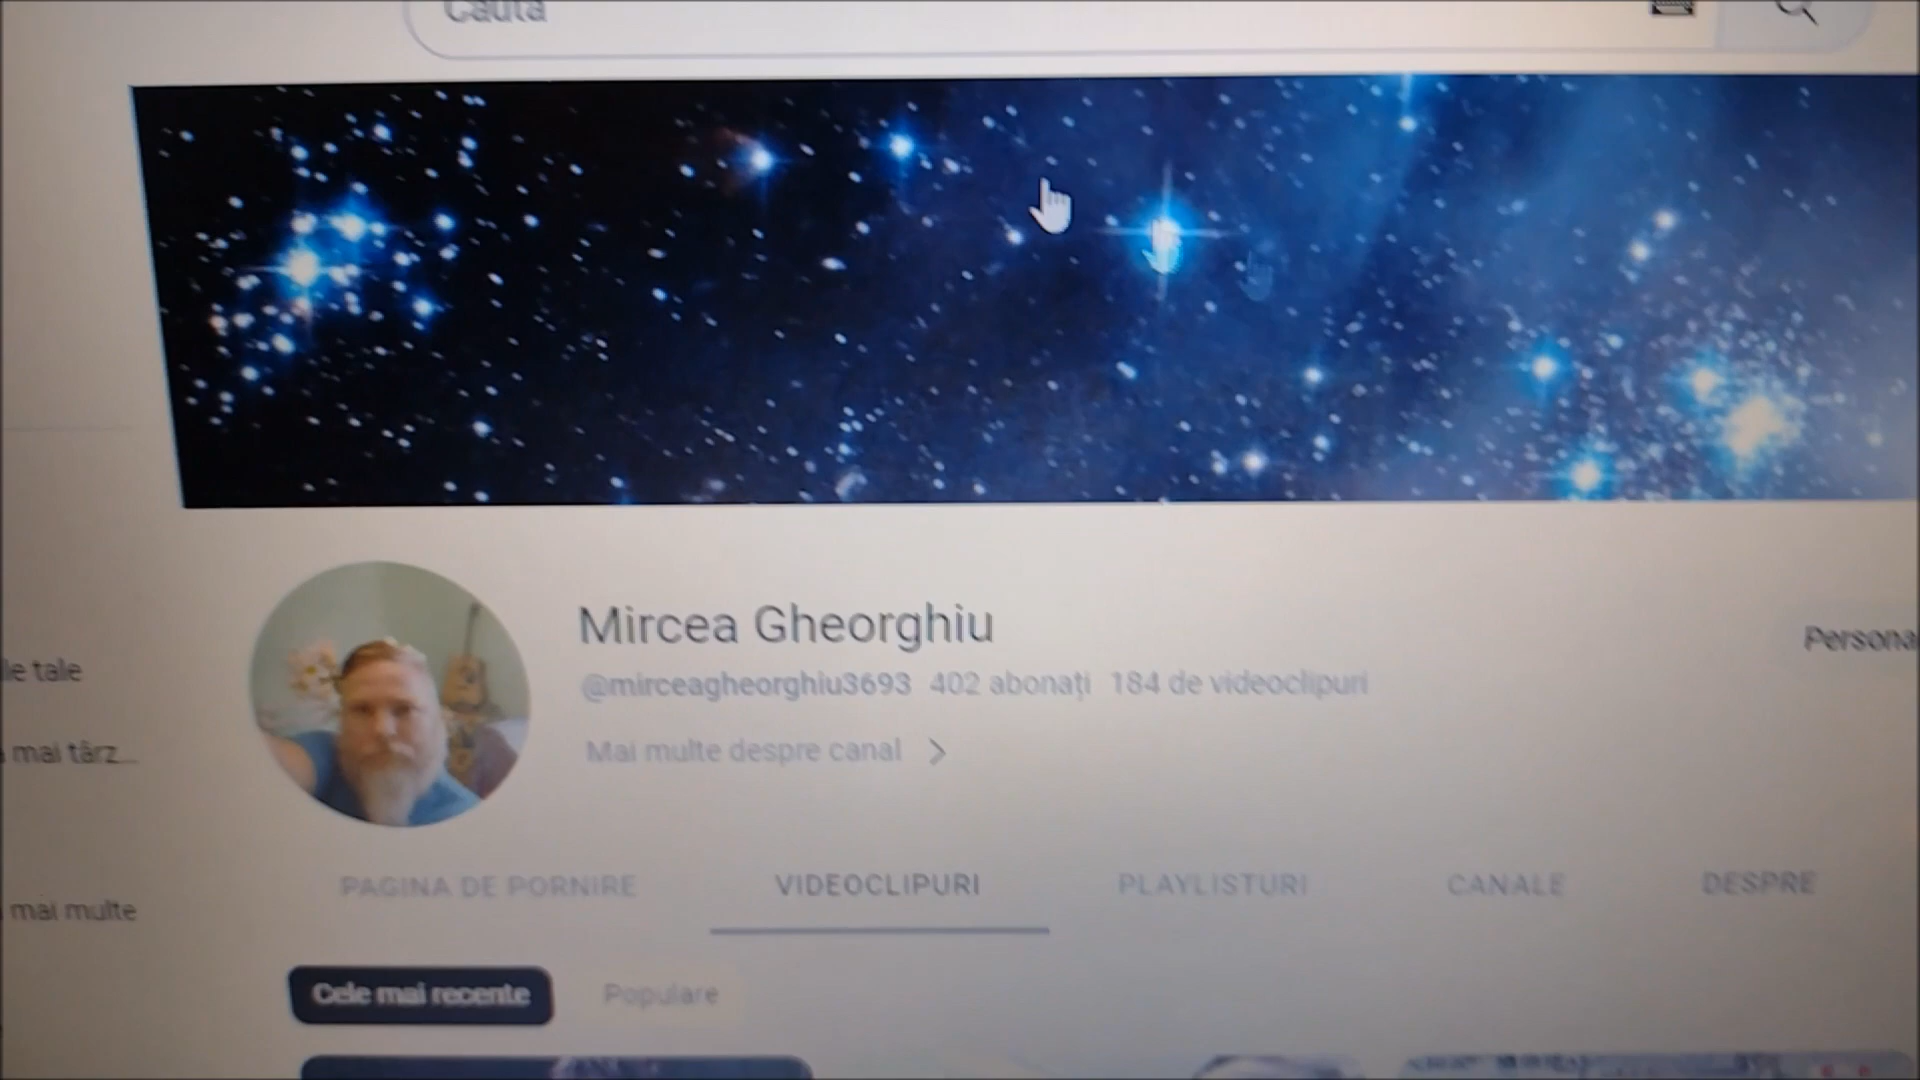 Caută
Mircea Gheorghiu
Persona
@mirceagheorghiu3693 402 abonați 184 de videoclipuri
le tale
Mai multe despre canal
mai târz...
PAGINA DE PORNIRE VIDEOCLIPURI PLAYLISTURI CANALE DESPRE
mai multe
Cele mai recente Populare